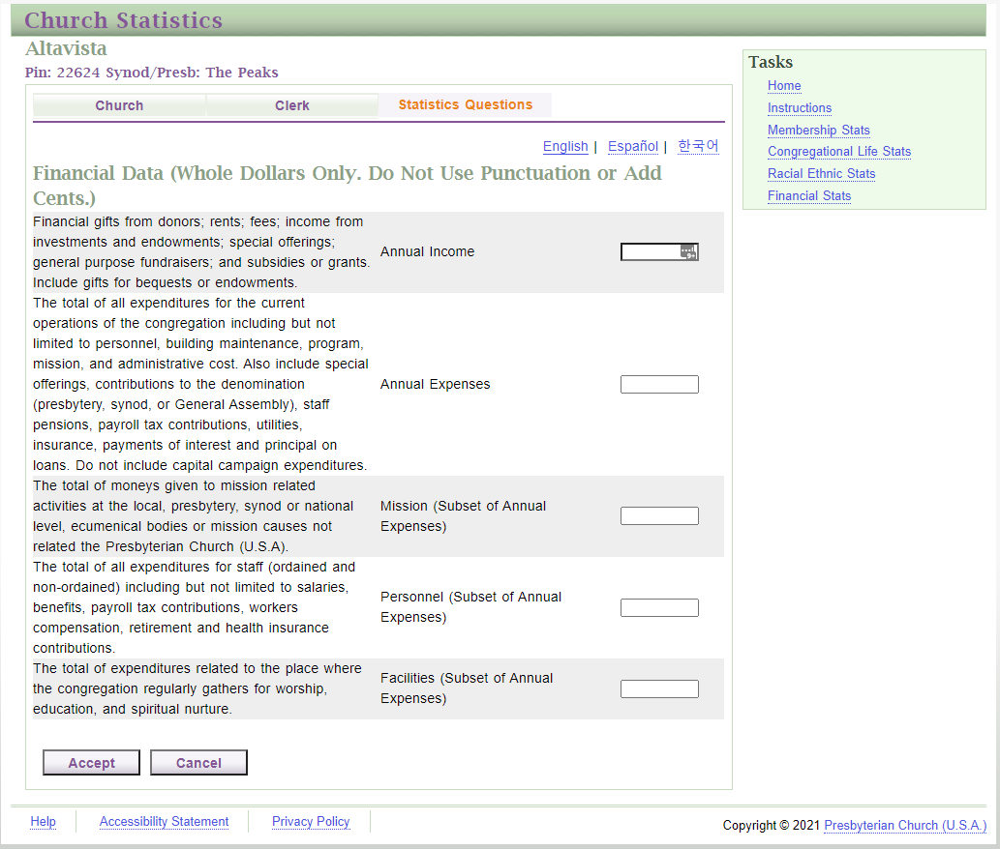 Church Statistics
Altavista
Pin: 22624 Synod/Presb: The Peaks
Church
Clerk
Statistics Questions
English | Español | 한국어
Financial Data (Whole Dollars Only. Do Not Use Punctuation or Add
Cents.)
Financial gifts from donors; rents; fees; income from
investments and endowments; special offerings;
general purpose fundraisers; and subsidies or grants.
Include gifts for bequests or endowments.
Annual Income
The total of all expenditures for the current
operations of the congregation including but not
limited to personnel, building maintenance, program,
mission, and administrative cost. Also include special
offerings, contributions to the denomination
(presbytery, synod, or General Assembly), staff
pensions, payroll tax contributions, utilities,
insurance, payments of interest and principal on
loans. Do not include capital campaign expenditures.
Annual Expenses
The total of moneys given to mission related
activities at the local, presbytery, synod or national
level, ecumenical bodies or mission causes not
related the Presbyterian Church (U.S.A).
Mission (Subset of Annual
Expenses)
The total of all expenditures for staff (ordained and
non-ordained) including but not limited to salaries,
benefits, payroll tax contributions, workers
compensation, retirement and health insurance
contributions.
Personnel (Subset of Annual
Expenses)
The total of expenditures related to the place where
the congregation regularly gathers for worship,
education, and spiritual nurture.
Facilities (Subset of Annual
Expenses)
Accept
Cancel
Tasks
Home
Instructions
Membership Stats
Congregational Life Stats
Racial Ethnic Stats
Financial Stats
Help
Accessibility Statement
Privacy Policy
Copyright © 2021 Presbyterian Church (U.S.A.)